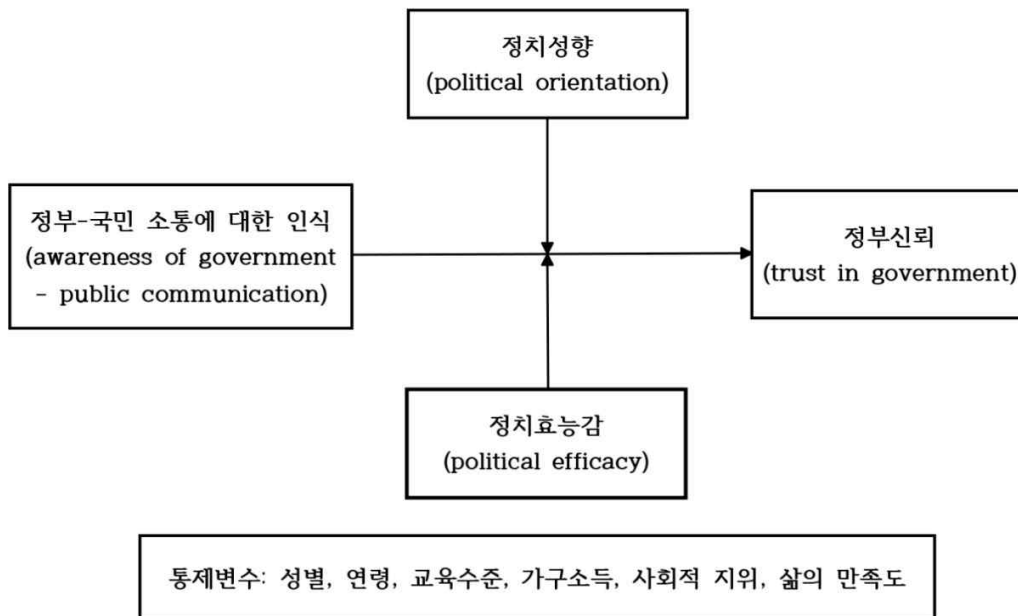 정치성향
(political orientation)
정부-국민 소통에 대한 인식
(awareness of government
- public communication)
정부신뢰
(trust in government)
정치효능감
(political efficacy)
통제변수: 성별, 연령, 교육수준, 가구소득, 사회적 지위, 삶의 만족도